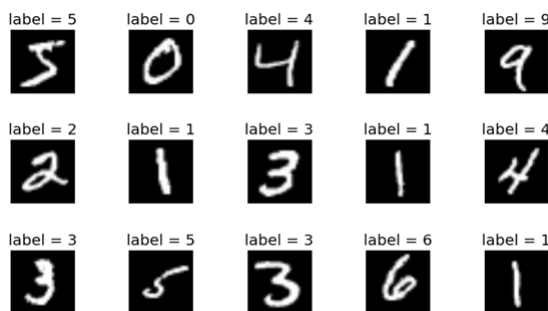 label = 5 label = 0 label = 4 label = 1 label = 9
5 0 4 1 9
label = 2 label = 1 label = 3 label = 1 label = 4
2 1 3 1 4
label = 3 label = 5 label = 3 label = 6 label = 1
3 5 3 6 1